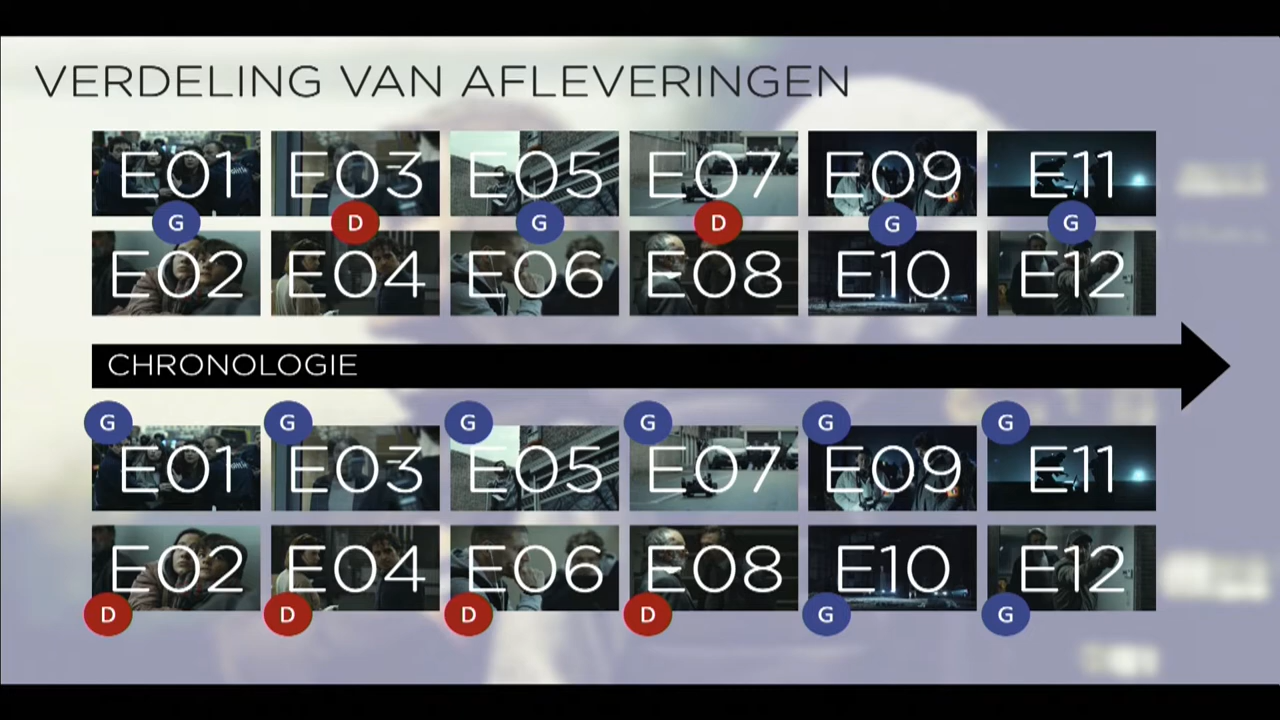 VERDELING VAN AFLEVERINGEN
E01 E03 E05 E07 E09 E11
G D G D G G
E02 E04 E06 E08 E10 E12
CHRONOLOGIE
G G G G G G
E01 E03 E05 E07 E09 E11
E02 E04 E06 E08 E10 E12
D D D D G G